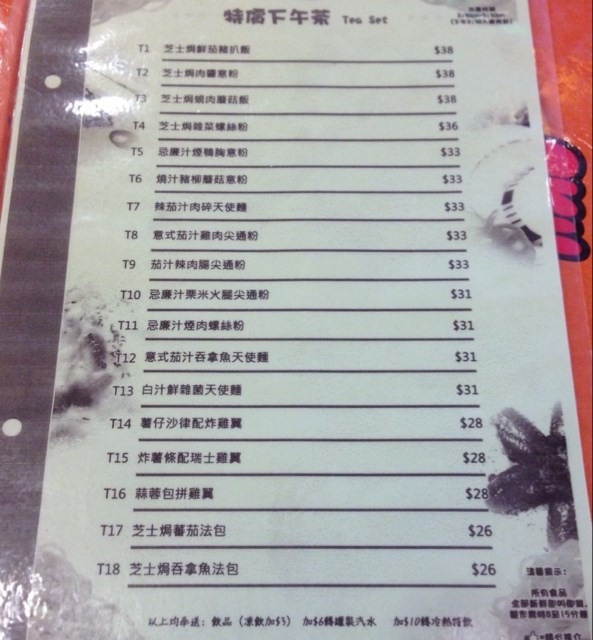 特價下午茶 Tea Set
T1 芝士焗鮮茄豬扒飯 $38
T2 芝士焗肉醬意粉 $38
T3 芝士焗蝦肉蘑菇飯 $38
T4 芝士焗雜菜螺絲粉 $36
T5 忌廉汁煙鴨胸意粉 $33
T6 燒汁豬柳蘑菇意粉 $33
T7 辣茄汁肉碎天使麵 $33
T8 意式茄汁雞肉尖通粉 $33
T9 茄汁辣肉腸尖通粉 $33
T10 忌廉汁粟米火腿尖通粉 $31
T11 忌廉汁煙肉螺絲粉 $31
T12 意式茄汁吞拿魚天使麵 $31
T13 白汁鮮雜菌天使麵 $31
T14 薯仔沙律配炸雞翼 $28
T15 炸薯條配瑞士雞翼 $28
T16 蒜蓉包拼雞翼 $28
T17 芝士焗蕃茄法包 $26
T18 芝士焗吞拿魚法包 $26
溫馨提示：
所有食品
以上均奉送：飲品（凍飲加$3） 加$6轉罐裝汽水 加$10轉冷熱特飲